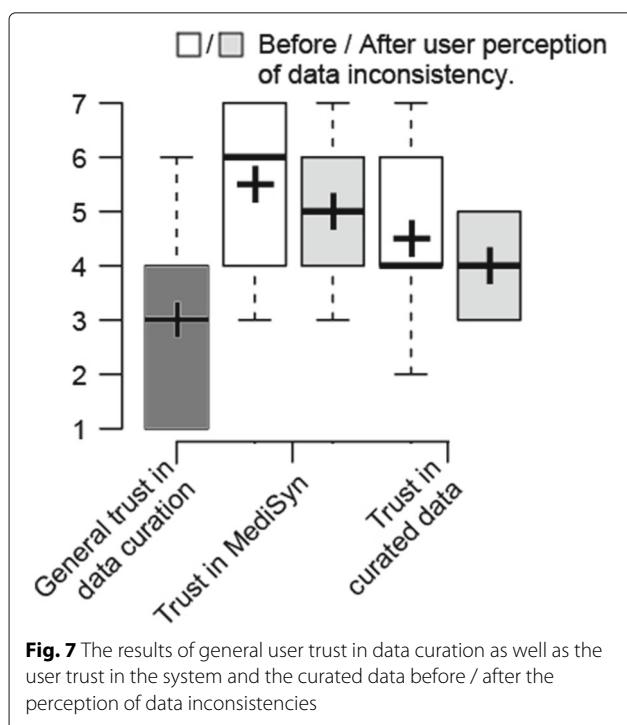 □/□ Before / After user perception
of data inconsistency.
7
6
5
4
3
2
1
General trust in
data curation
Trust in MediSyn
Trust in
curated data
Fig. 7 The results of general user trust in data curation as well as the
user trust in the system and the curated data before / after the
perception of data inconsistencies